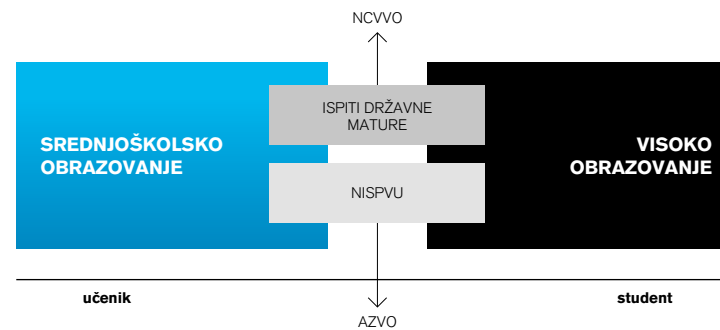 NCVVO
ISPITI DRŽAVNE
MATURE
SREDNJOŠKOLSKO
OBRAZOVANJE
VISOKO
OBRAZOVANJE
NISPVU
učenik
student
AZVO